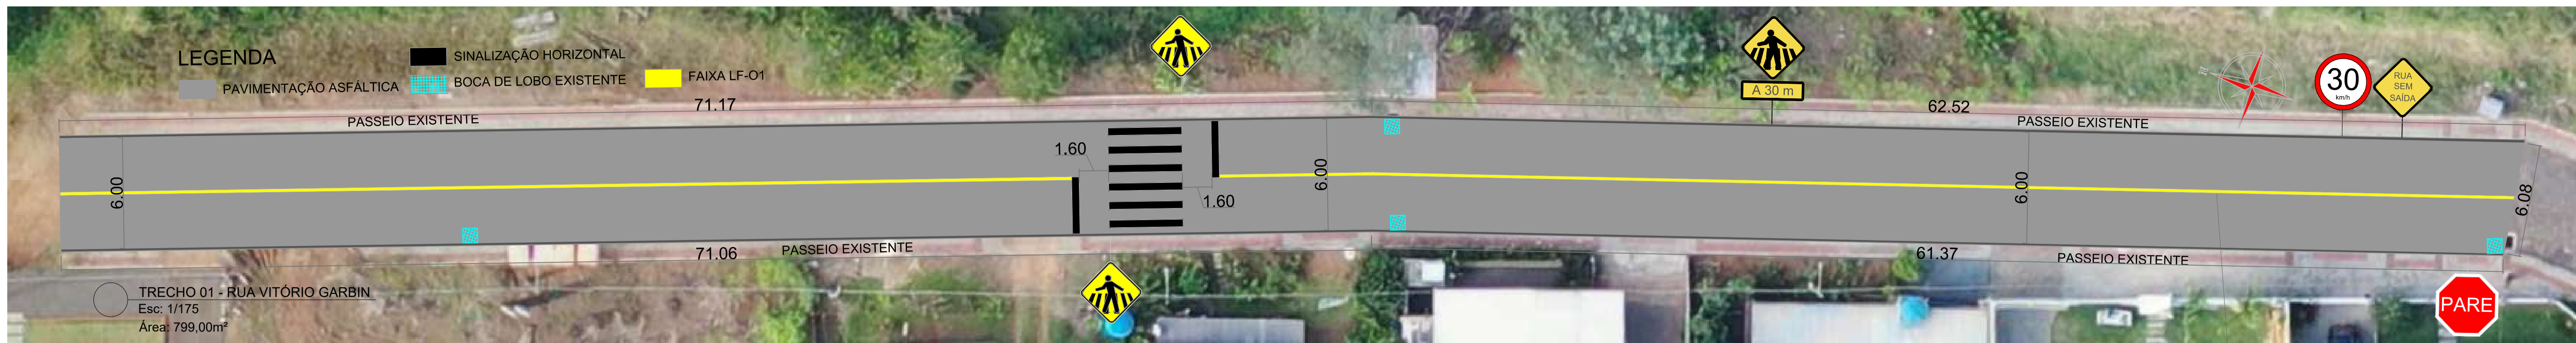 LEGENDA
SINALIZAÇÃO HORIZONTAL
PAVIMENTAÇÃO ASFÁLTICA
BOCA DE LOBO EXISTENTE
FAIXA LF-O1
71.17
PASSEIO EXISTENTE
A 30 m
62.52
PASSEIO EXISTENTE
30
km/h
RUA
SEM
SAÍDA
N
6.00
1.60
1.60
6.00
6.00
6.08
71.06
PASSEIO EXISTENTE
61.37
PASSEIO EXISTENTE
TRECHO 01 - RUA VITÓRIO GARBIN
Esc: 1/175
Área: 799,00m²
PARE